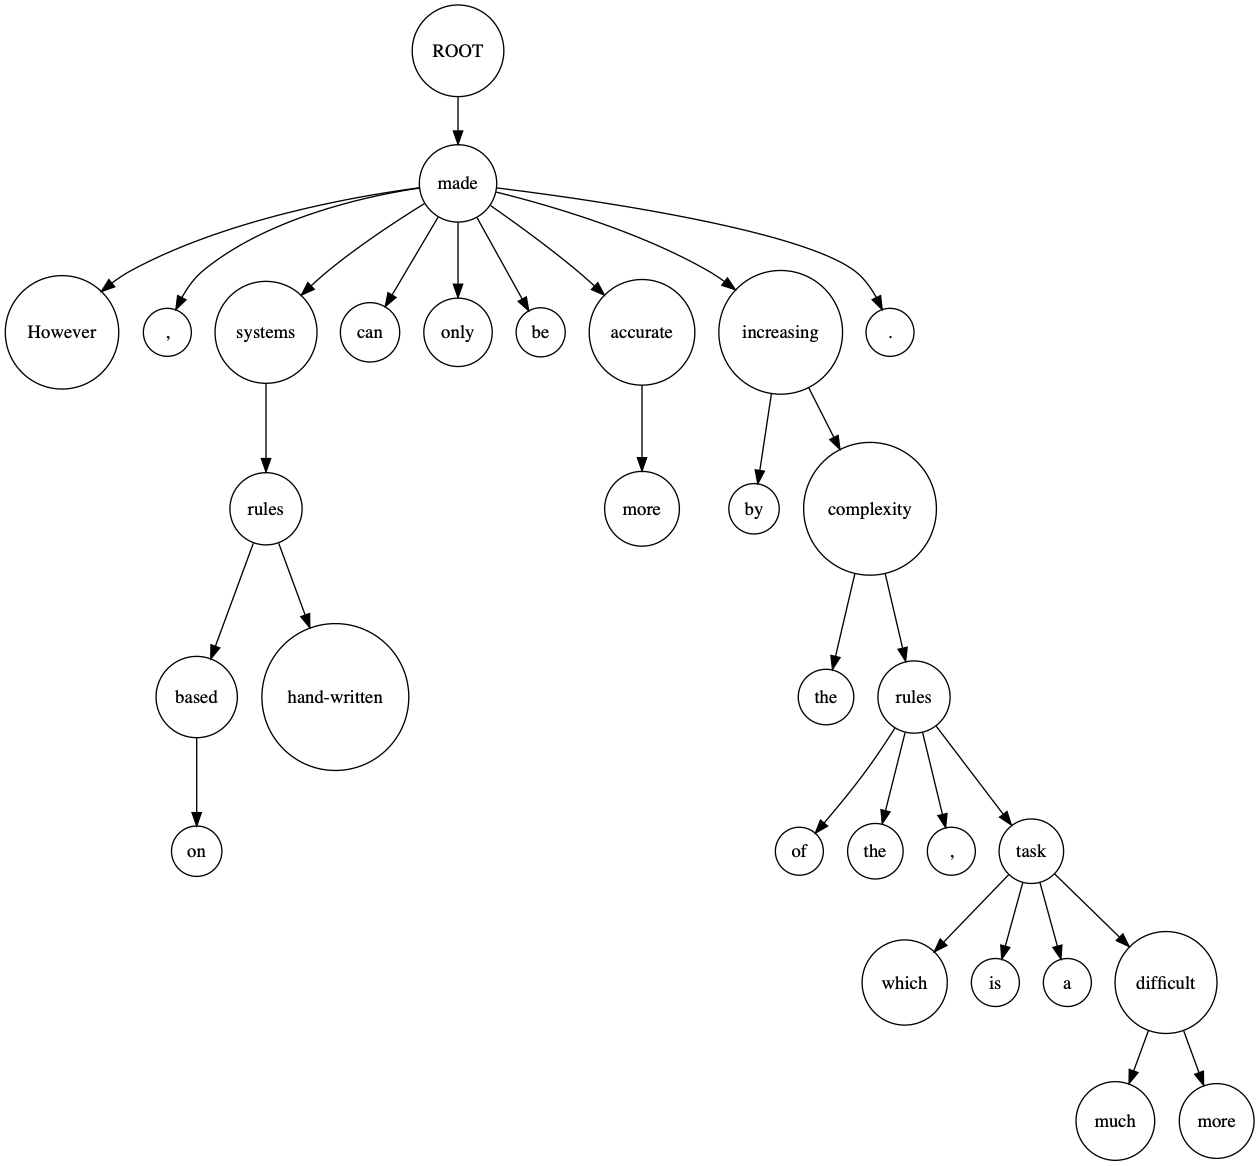 ROOT
made
However , systems can only be accurate increasing .
rules more by complexity
based hand-written the rules
on of the , task
which is a difficult
much more